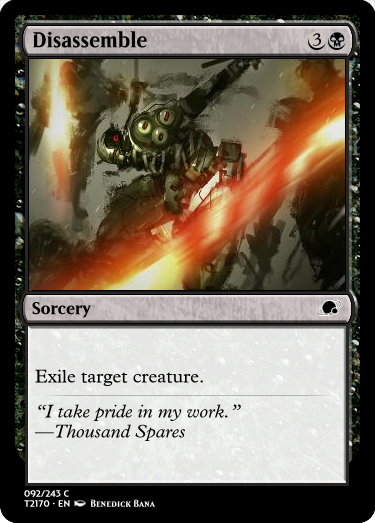 Disassemble 3
Sorcery
Exile target creature.
“I take pride in my work.”
—Thousand Spares
092/243 C
T2170 · EN Benedick Bana